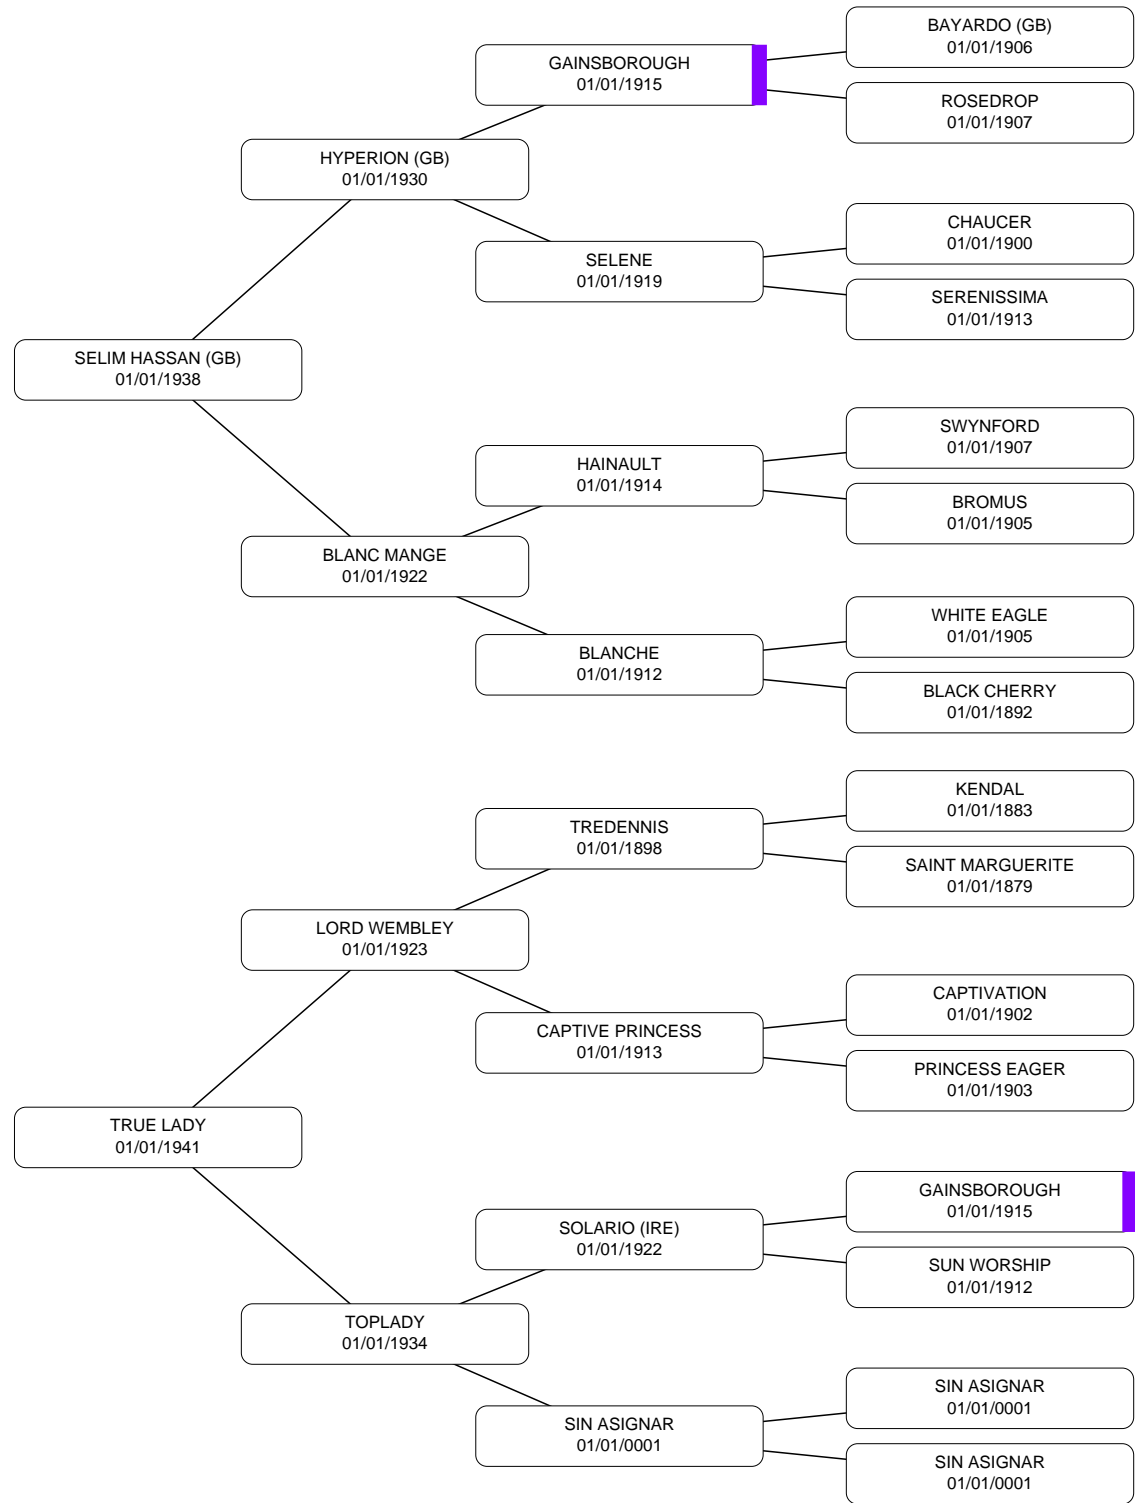 BAYARDO (GB)
01/01/1906
GAINSBOROUGH
01/01/1915
ROSEDROP
01/01/1907
HYPERION (GB)
01/01/1930
CHAUCER
01/01/1900
SELENE
01/01/1919
SERENISSIMA
01/01/1913
SELIM HASSAN (GB)
01/01/1938
SWYNFORD
01/01/1907
HAINAULT
01/01/1914
BROMUS
01/01/1905
BLANC MANGE
01/01/1922
WHITE EAGLE
01/01/1905
BLANCHE
01/01/1912
BLACK CHERRY
01/01/1892
KENDAL
01/01/1883
TREDENNIS
01/01/1898
SAINT MARGUERITE
01/01/1879
LORD WEMBLEY
01/01/1923
CAPTIVATION
01/01/1902
CAPTIVE PRINCESS
01/01/1913
PRINCESS EAGER
01/01/1903
TRUE LADY
01/01/1941
GAINSBOROUGH
01/01/1915
SOLARIO (IRE)
01/01/1922
SUN WORSHIP
01/01/1912
TOPLADY
01/01/1934
SIN ASIGNAR
01/01/0001
SIN ASIGNAR
01/01/0001
SIN ASIGNAR
01/01/0001